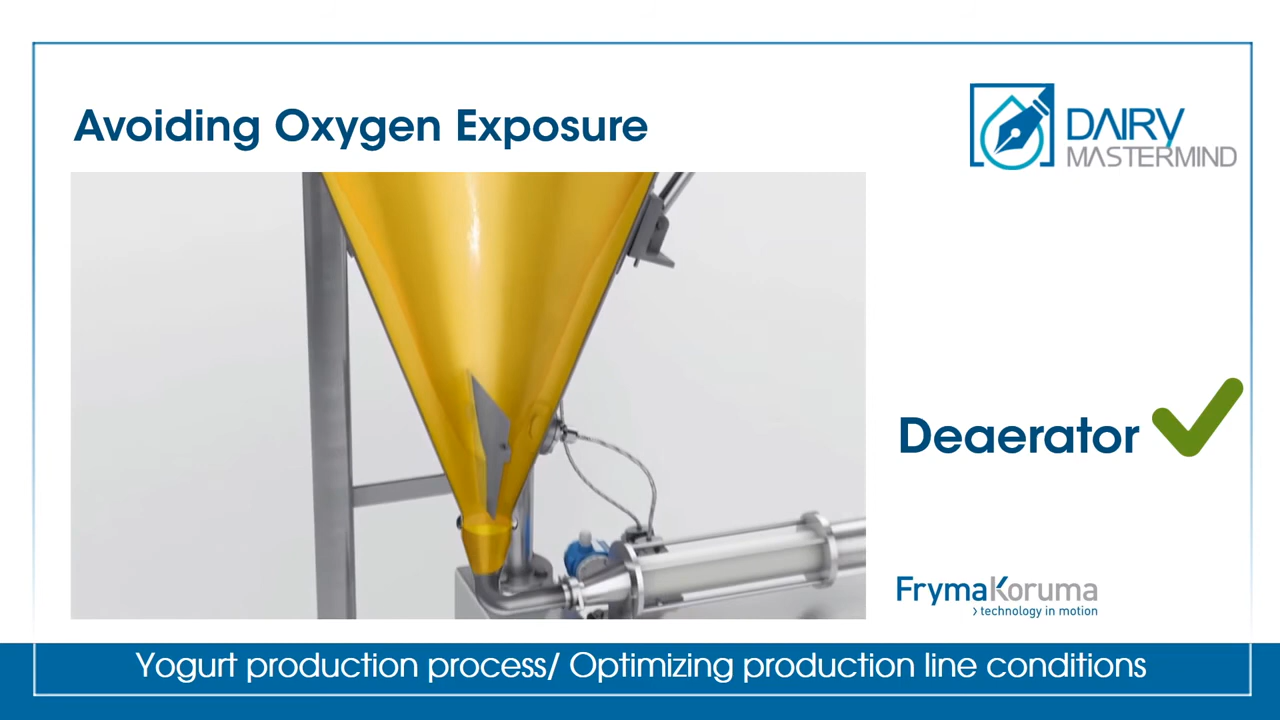 Avoiding Oxygen Exposure
DAIRY
MASTERMIND
Deaerator
FrymaKoruma
› technology in motion
Yogurt production process/ Optimizing production line conditions